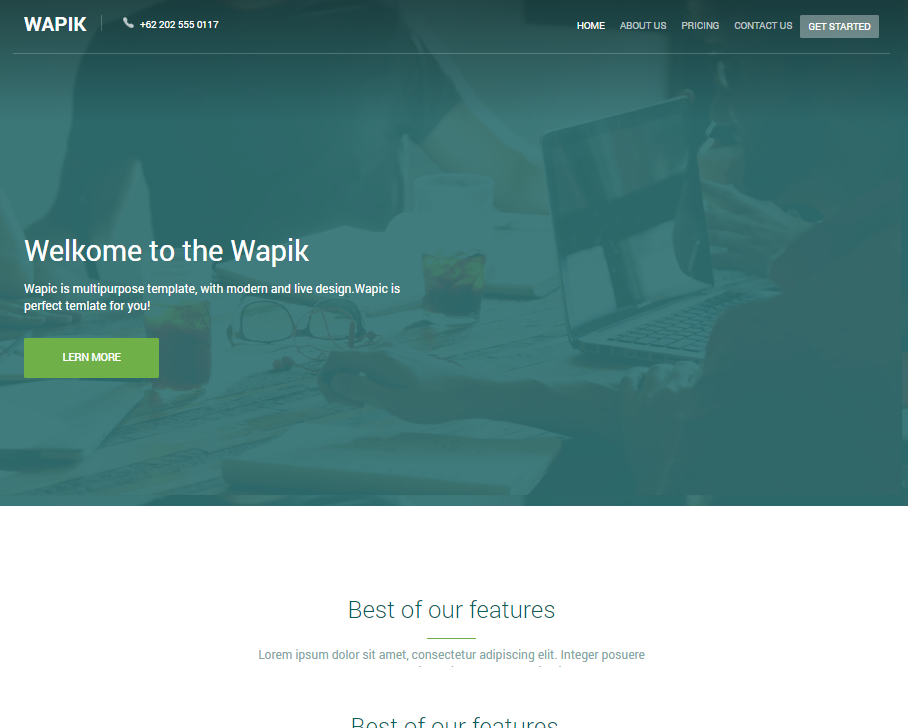 WAPIK
+62 202 555 0117
HOME
ABOUT US
PRICING
CONTACT US
GET STARTED
Welkome to the Wapik
Wapic is multipurpose template, with modern and live design.Wapic is
perfect temlate for you!
LERN MORE
Best of our features
Lorem ipsum dolor sit amet, consectetur adipiscing elit. Integer posuere
Best of our features